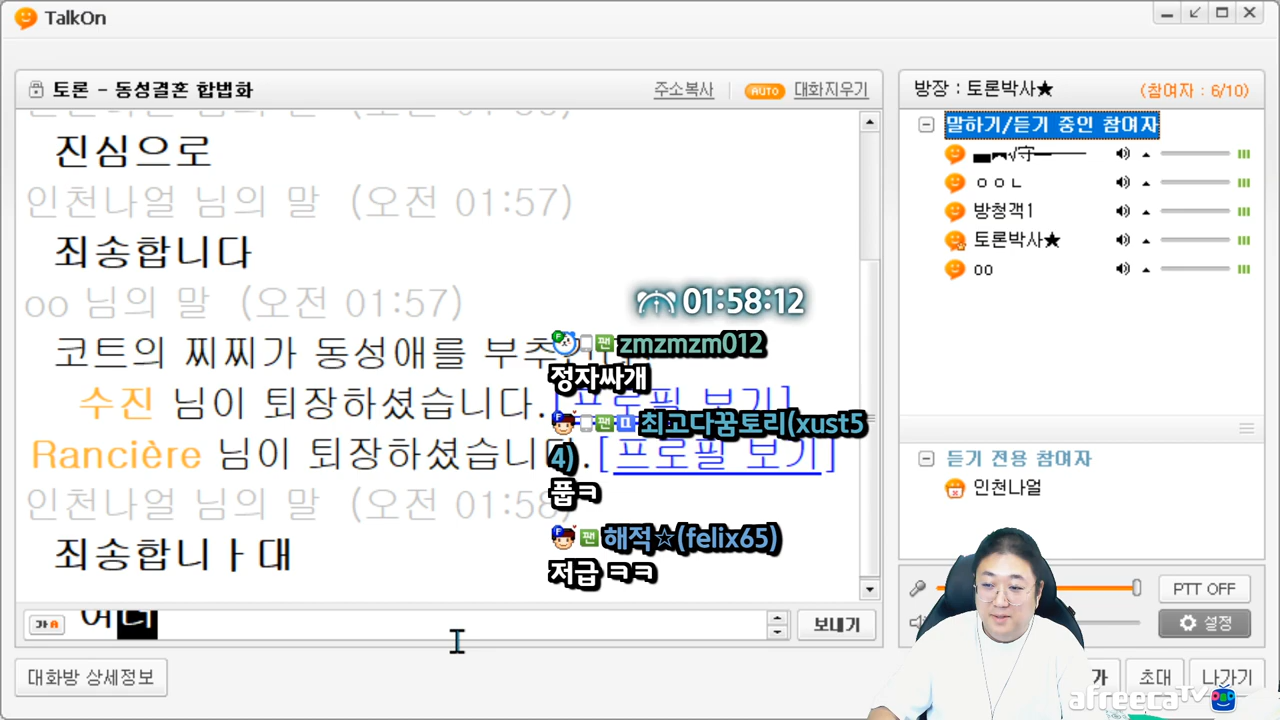 TalkOn
토론 - 동성결혼 합법화
주소복사
AUTO
대화지우기
진심으로
인천나얼 님의 말 (오전 01:57)
죄송합니다
oo 님의 말 (오전 01:57)
코트의 찌찌가 동성애를
수진 님이 퇴장하셨습니다.[프로필 보기]
Rancière 님이 퇴장하셨습니다.[프로필 보기]
인천나얼 님의 말 (오전 01:58)
죄송합니ㅏ대
01:58:12
zmzmzm012
정자싸개
최고다꿈토리(xust5
4)
풉ㅋ
해적☆(felix65)
저급 ㅋㅋ
보내기
대화방 상세정보
방장 : 토론박사★
(참여자 : 6/10)
말하기/듣기 중인 참여자
ㅇㅇㄴ
방청객1
토론박사★
oo
듣기 전용 참여자
인천나얼
PTT OFF
설정
초대
나가기
afreecaTV